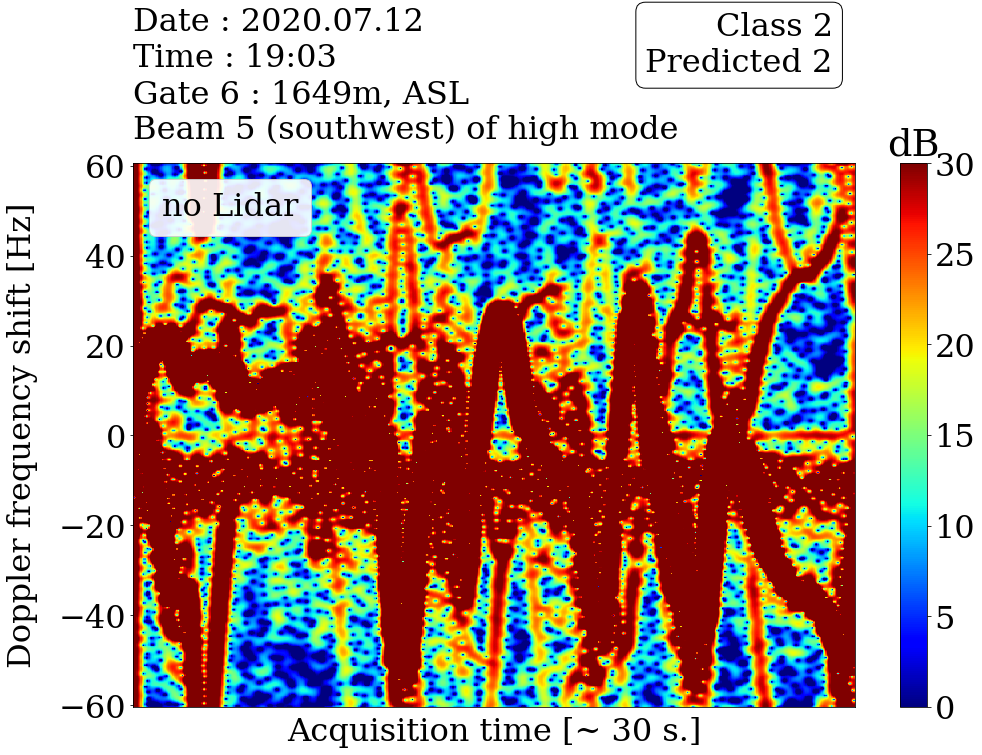 Date : 2020.07.12
Time : 19:03
Gate 6 : 1649m, ASL
Beam 5 (southwest) of high mode
Class 2
Predicted 2
dB
no Lidar
Doppler frequency shift [Hz]
60
40
20
0
−20
−40
−60
Acquisition time [~ 30 s.]
30
25
20
15
10
5
0